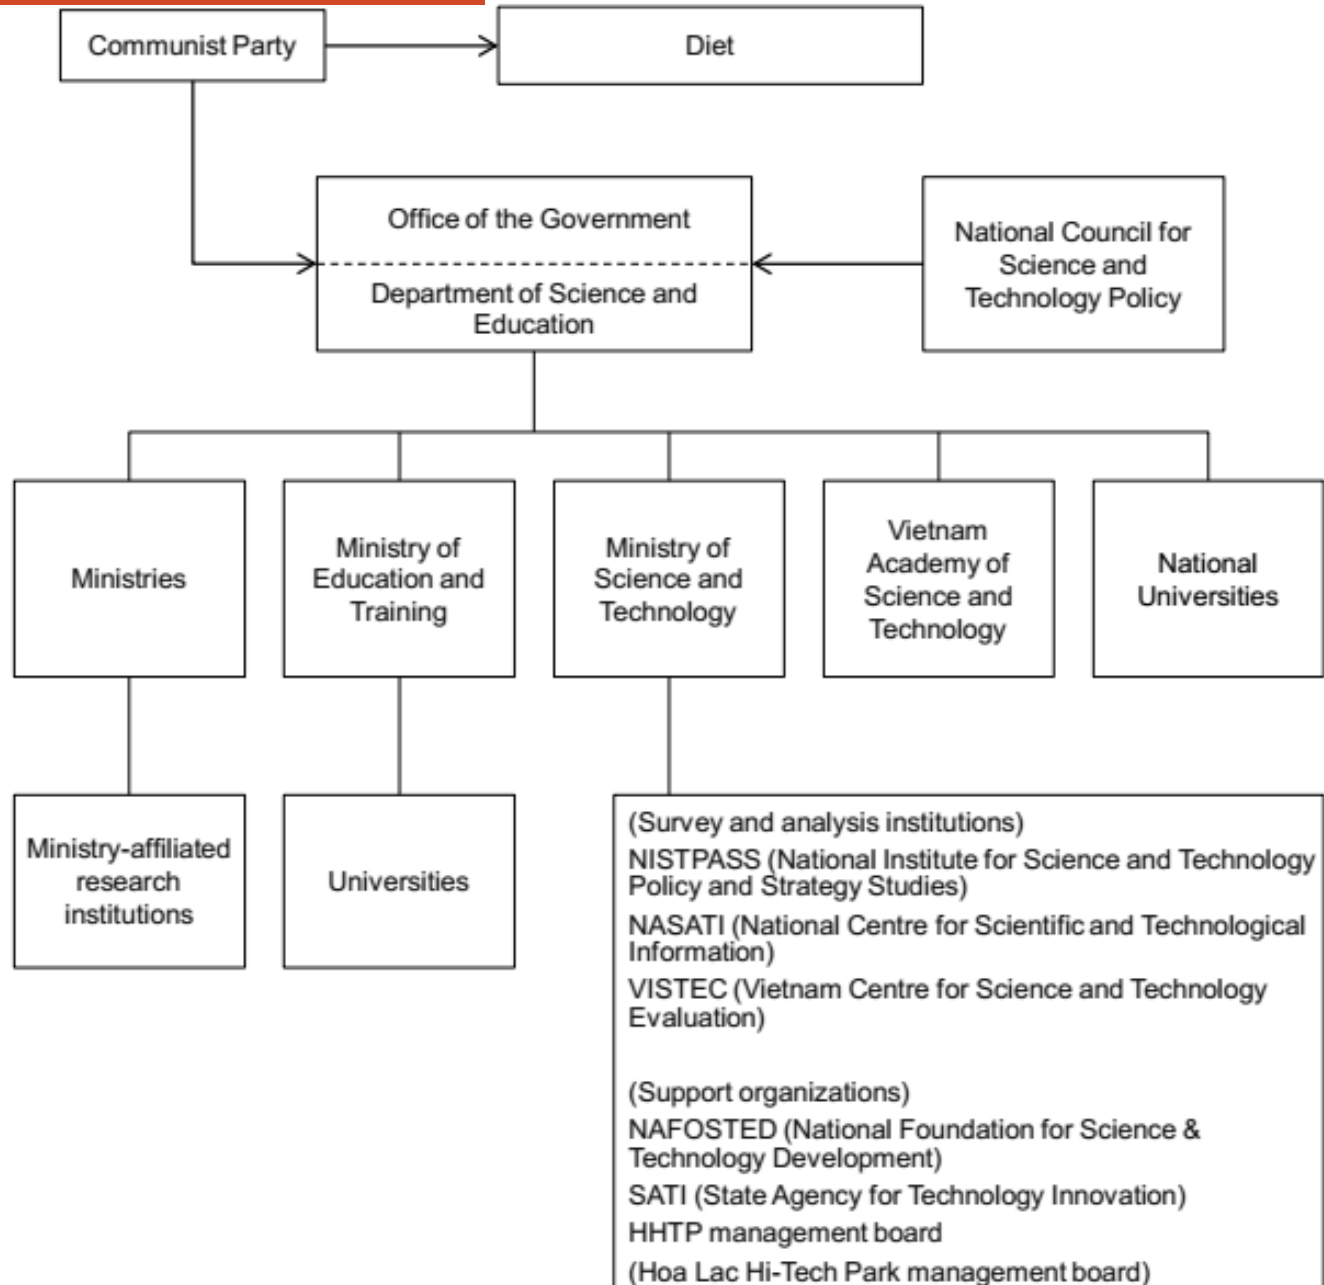 Communist Party
Diet
Office of the Government
Department of Science and
Education
National Council for
Science and
Technology Policy
Ministries
Ministry of
Education and
Training
Ministry of
Science and
Technology
Vietnam
Academy of
Science and
Technology
National
Universities
Ministry-affiliated
research
institutions
Universities
(Survey and analysis institutions)
NISTPASS (National Institute for Science and Technology
Policy and Strategy Studies)
NASATI (National Centre for Scientific and Technological
Information)
VISTEC (Vietnam Centre for Science and Technology
Evaluation)
(Support organizations)
NAFOSTED (National Foundation for Science &
Technology Development)
SATI (State Agency for Technology Innovation)
HHTP management board
(Hoa Lac Hi-Tech Park management board)